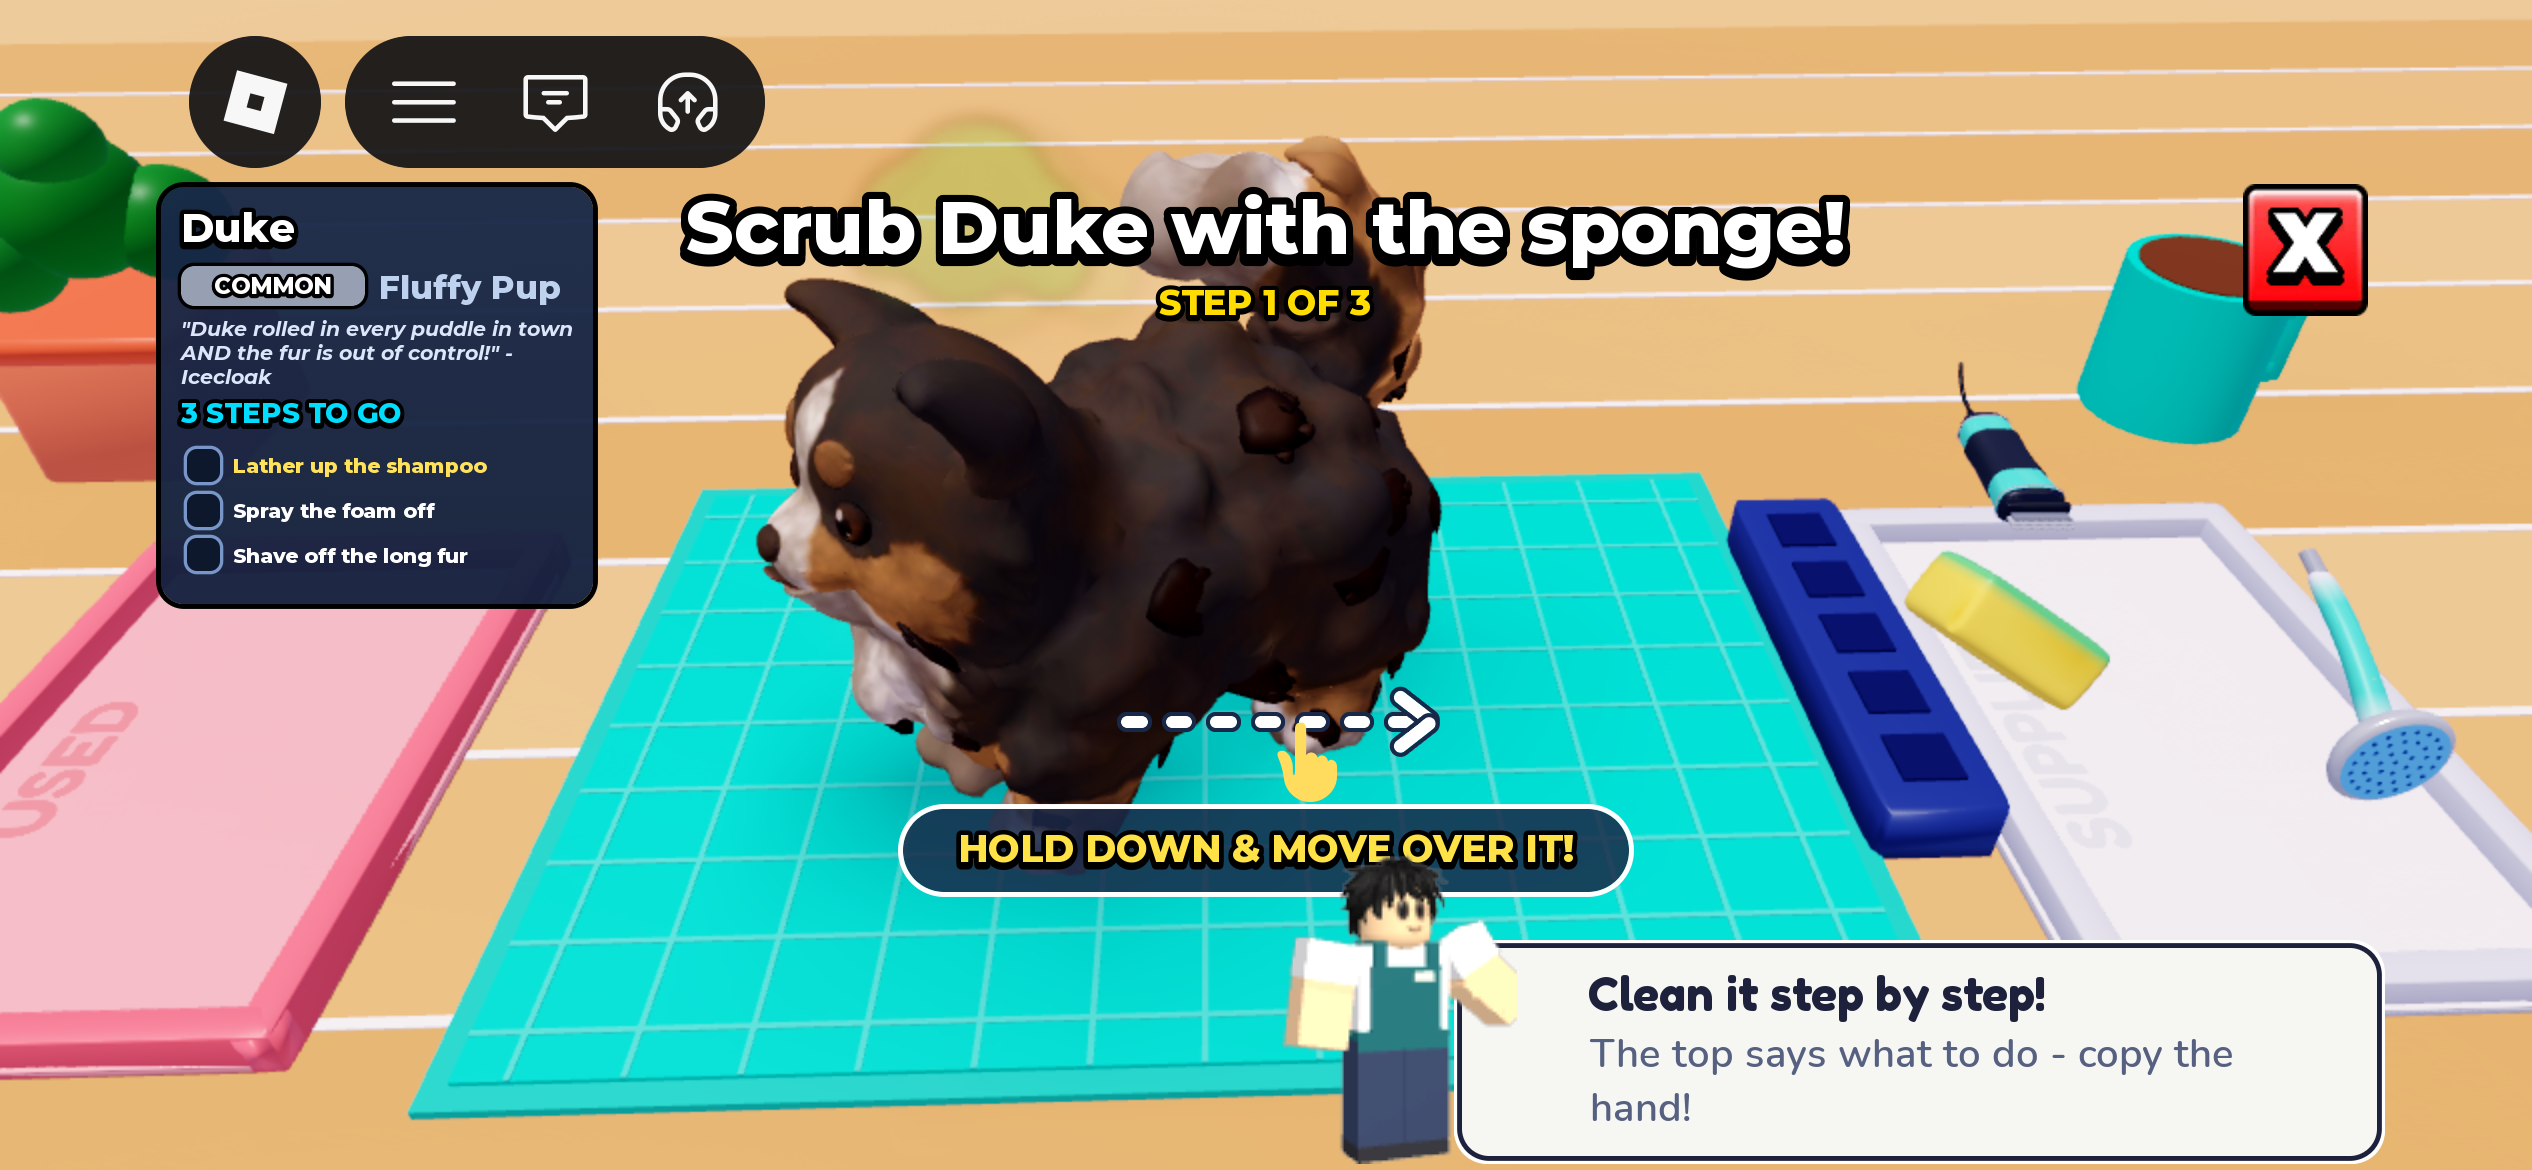 Duke
COMMON Fluffy Pup
"Duke rolled in every puddle in town
AND the fur is out of control!" -
Icecloak
3 STEPS TO GO
Lather up the shampoo
Spray the foam off
Shave off the long fur
Scrub Duke with the sponge!
STEP 1 OF 3
X
USED
SUPPLIES
HOLD DOWN & MOVE OVER IT!
Clean it step by step!
The top says what to do - copy the
hand!